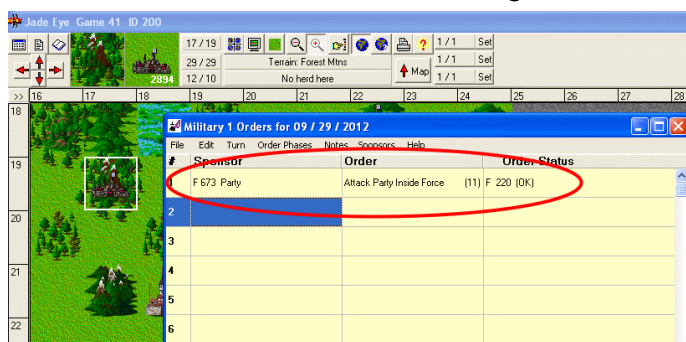 Jade Eye Game 41 ID 200
17 / 19 1 / 1 Set
29 / 29 Terrain: Forest Mtns 1 / 1 Set
2894 12 / 10 No herd here Map 1 / 1 Set
>> 16 17 18 19 20 21 22 23 24 25 26 27 28
18
Military 1 Orders for 09 / 29 / 2012
File Edit Turn Order Phases Notes Sponsors Help
# Sponsor Order Order Status
19
1 F 673 Party Attack Party Inside Force (11) F 220 (OK)
20 2
3
21 4
5
22 6